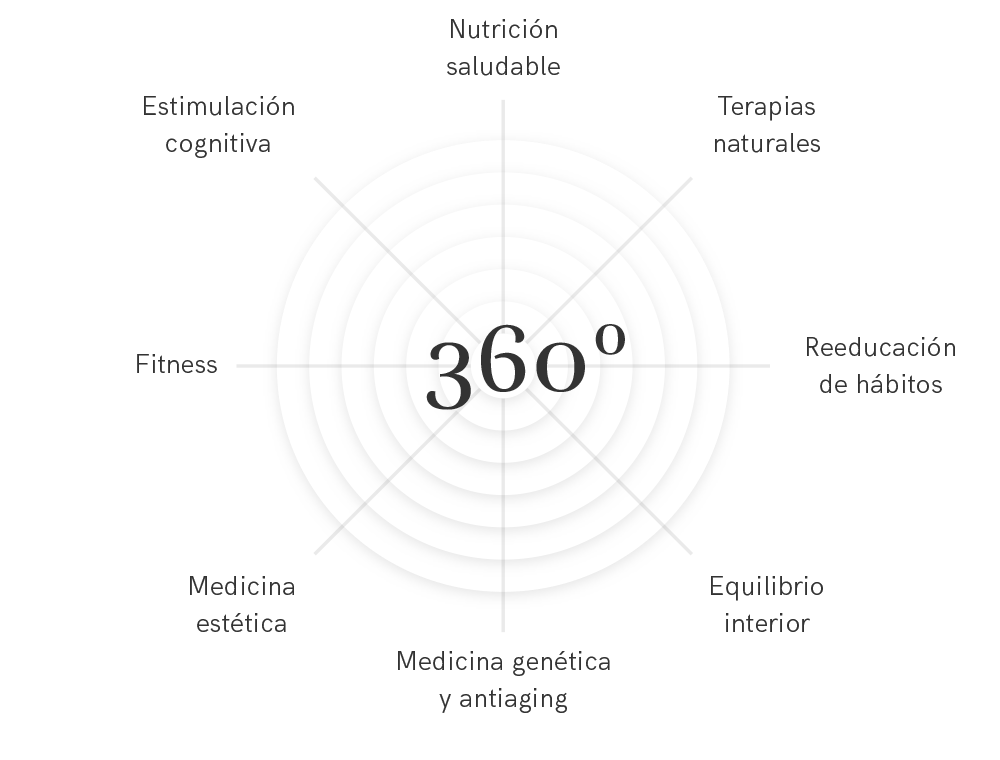 Nutrición
saludable
Estimulación
cognitiva
Terapias
naturales
360º
Fitness
Reeducación
de hábitos
Medicina
estética
Equilibrio
interior
Medicina genética
y antiaging